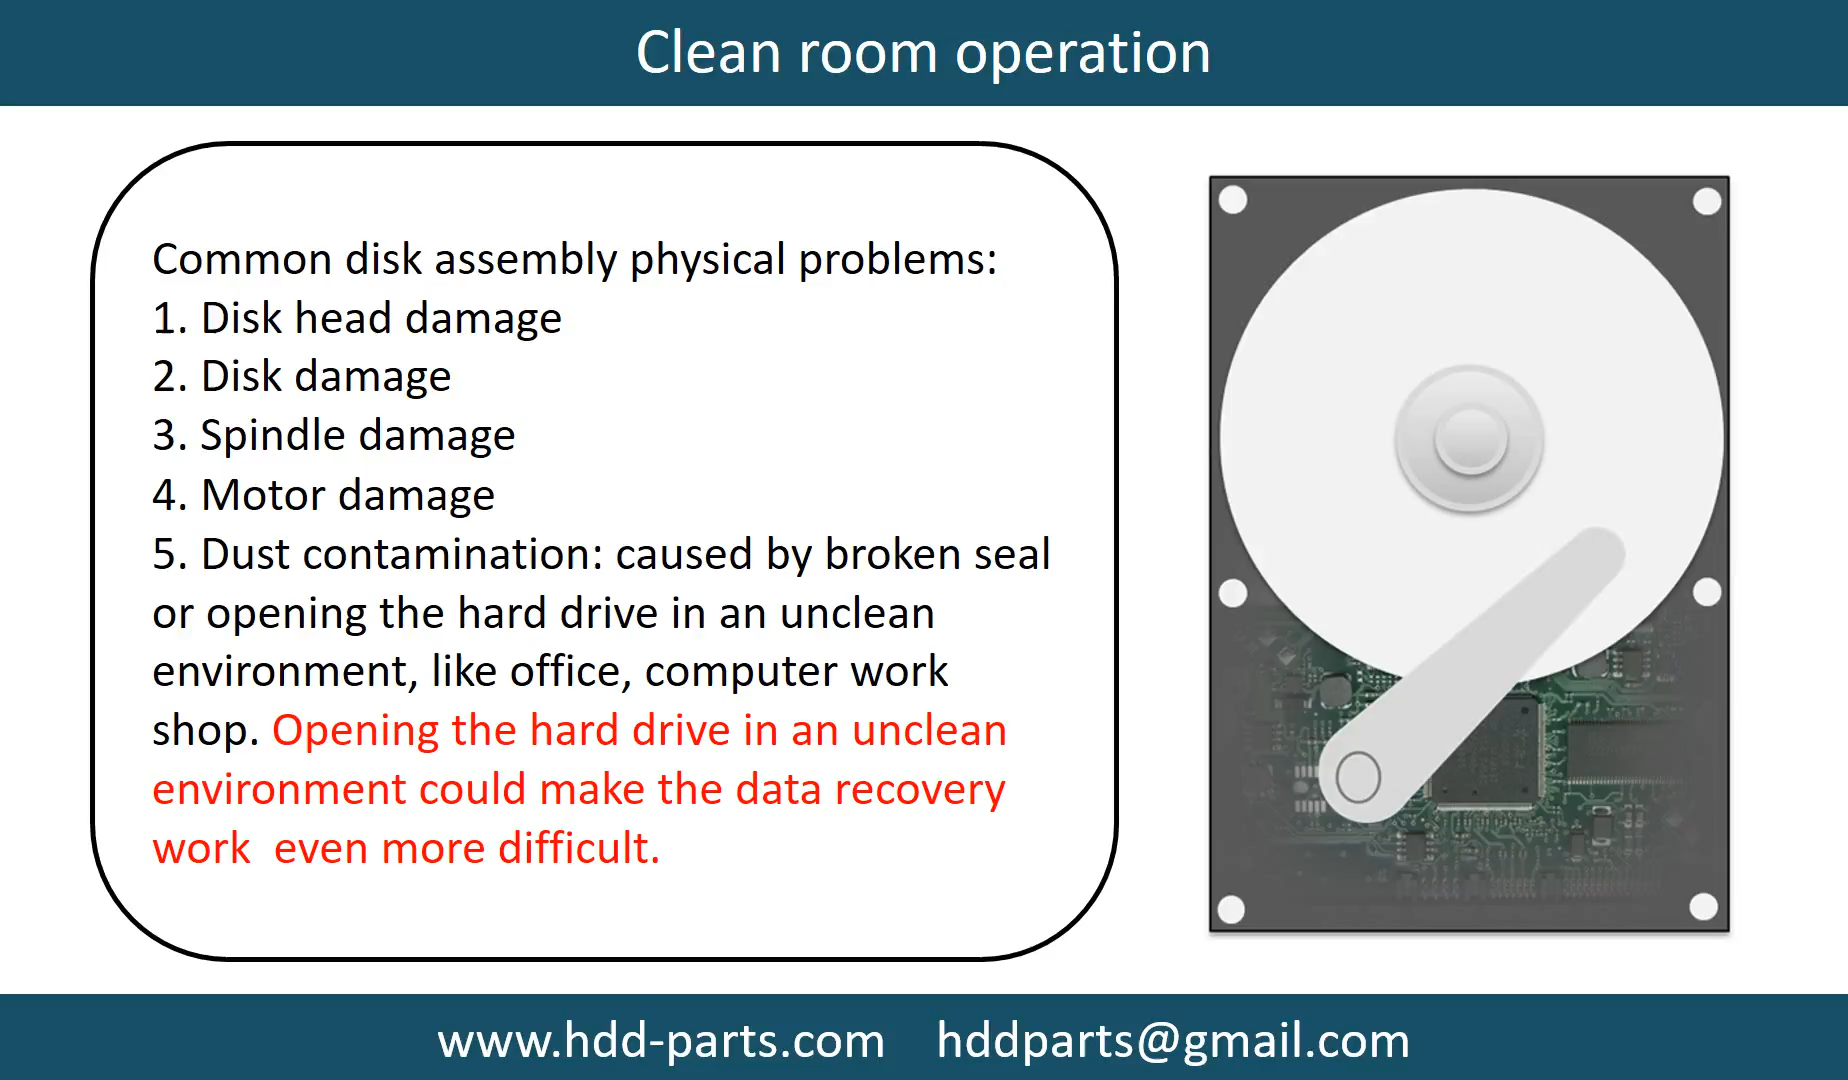 Clean room operation
Common disk assembly physical problems:
1. Disk head damage
2. Disk damage
3. Spindle damage
4. Motor damage
5. Dust contamination: caused by broken seal
or opening the hard drive in an unclean
environment, like office, computer work
shop. Opening the hard drive in an unclean
environment could make the data recovery
work  even more difficult.
www.hdd-parts.com    hddparts@gmail.com